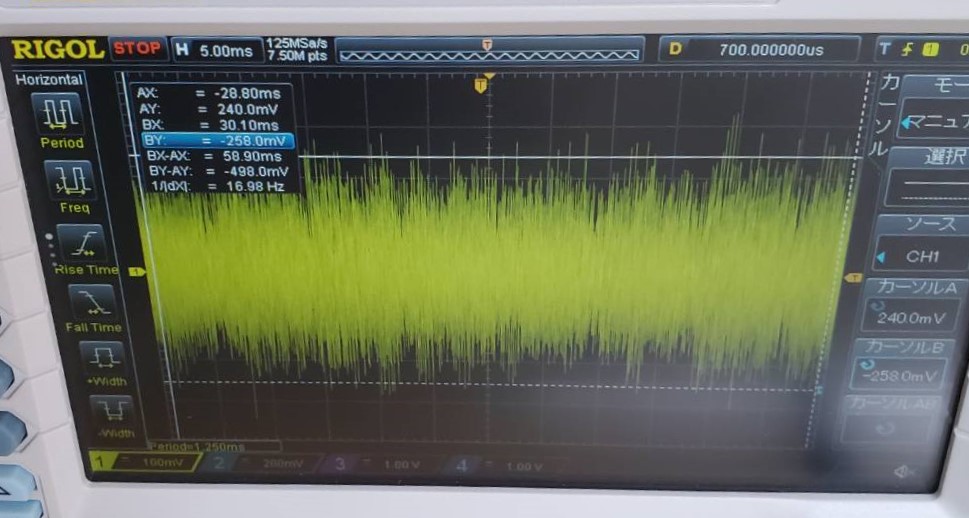 RIGOL STOP H 5.00ms 125MSa/s 7.50M pts D 700.000000us T 1 0
Horizontal
Period
Freq
Rise Time
Fall Time
+Width
-Width
AX: = -28.80ms
AY: = 240.0mV
BX: = 30.10ms
BY: = -258.0mV
BX-AX: = 58.90ms
BY-AY: = -498.0mV
1/|dX|: = 16.98 Hz
T
1
T
Period=1.250ms
1 = 100mV 2 = 200mV 3 = 1.00 V 4 = 1.00 V
カーソル
モー
マニュア
選択
ソース
CH1
カーソルA
240.0mV
カーソルB
-258.0mV
カーソルAB